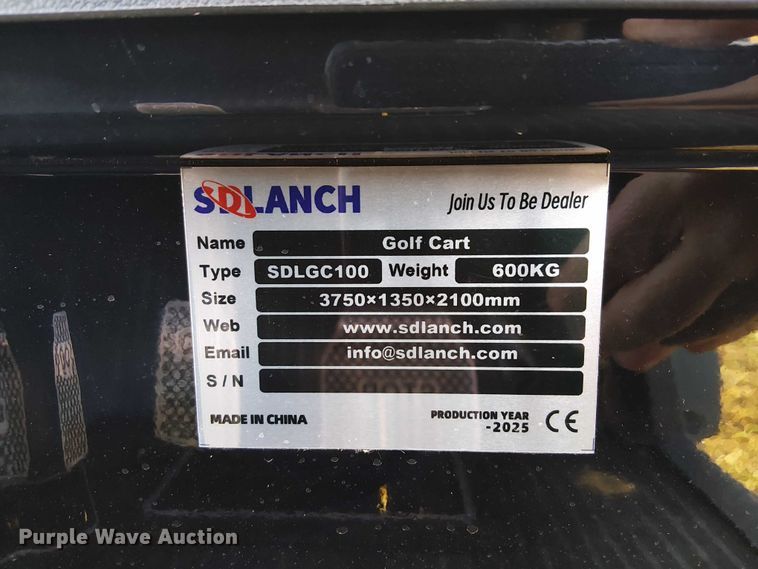 SDLANCH Join Us To Be Dealer
Name Golf Cart
Type SDLGC100 Weight 600KG
Size 3750×1350×2100mm
Web www.sdlanch.com
Email info@sdlanch.com
S / N
MADE IN CHINA PRODUCTION YEAR
-2025 CE
Purple Wave Auction